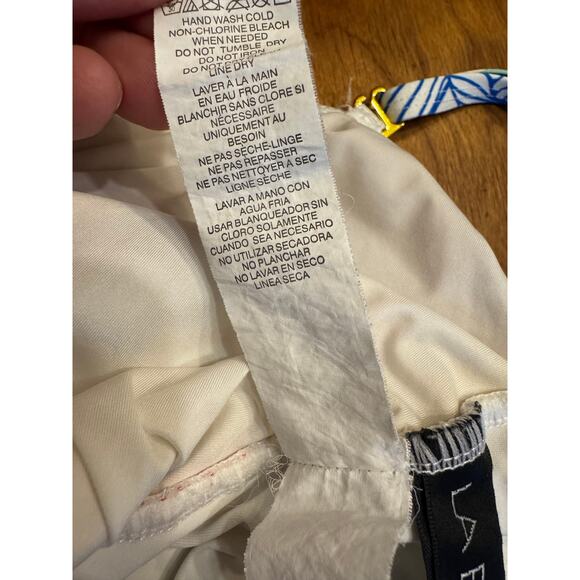 HAND WASH COLD
NON-CHLORINE BLEACH
WHEN NEEDED
DO NOT TUMBLE DRY
DO NOT IRON
LINE DRY
LAVER À LA MAIN
EN EAU FROIDE
BLANCHIR SANS CLORE SI
NÉCESSAIRE
UNIQUEMENT AU
BESOIN
NE PAS SÈCHE-LINGE
NE PAS REPASSER
NE PAS NETTOYER A SEC
LIGNE SÈCHE
LAVAR A MANO CON
AGUA FRIA
USAR BLANQUEADOR SIN
CLORO SOLAMENTE
CUANDO SEA NECESARIO
NO UTILIZAR SECADORA
NO PLANCHAR
NO LAVAR EN SECO
LINEA SECA
LA